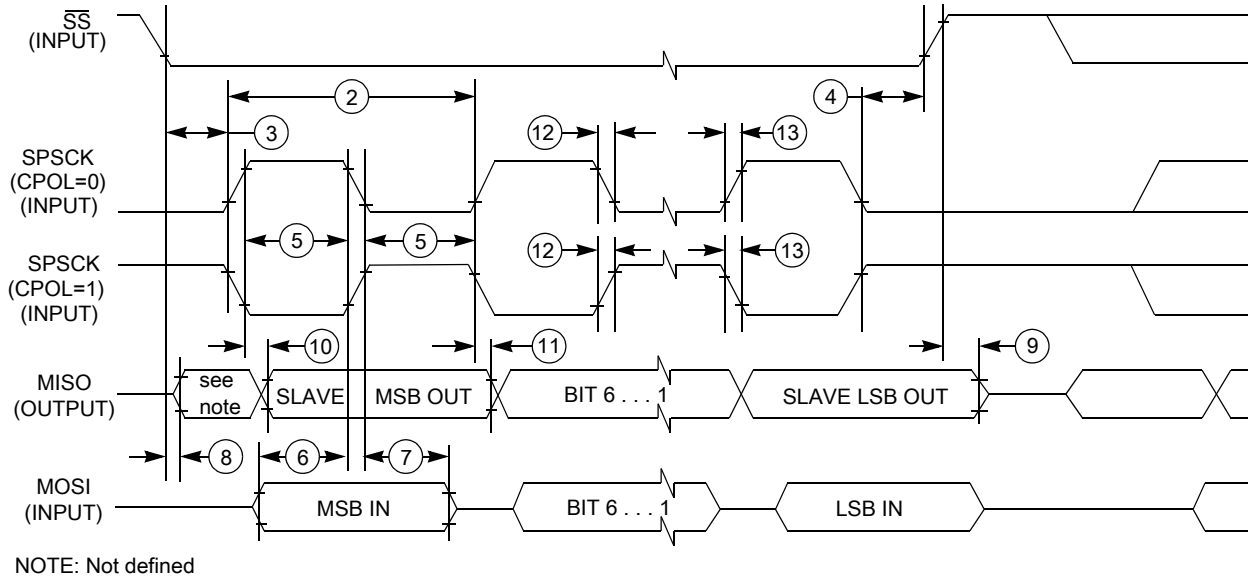 SS
(INPUT)
2
4
3
12
13
SPSCK
(CPOL=0)
(INPUT)
5
5
SPSCK
(CPOL=1)
(INPUT)
12
13
10
11
9
MISO
(OUTPUT)
see
note
SLAVE
MSB OUT
BIT 6 . . . 1
SLAVE LSB OUT
8
6
7
MOSI
(INPUT)
MSB IN
BIT 6 . . . 1
LSB IN
NOTE: Not defined